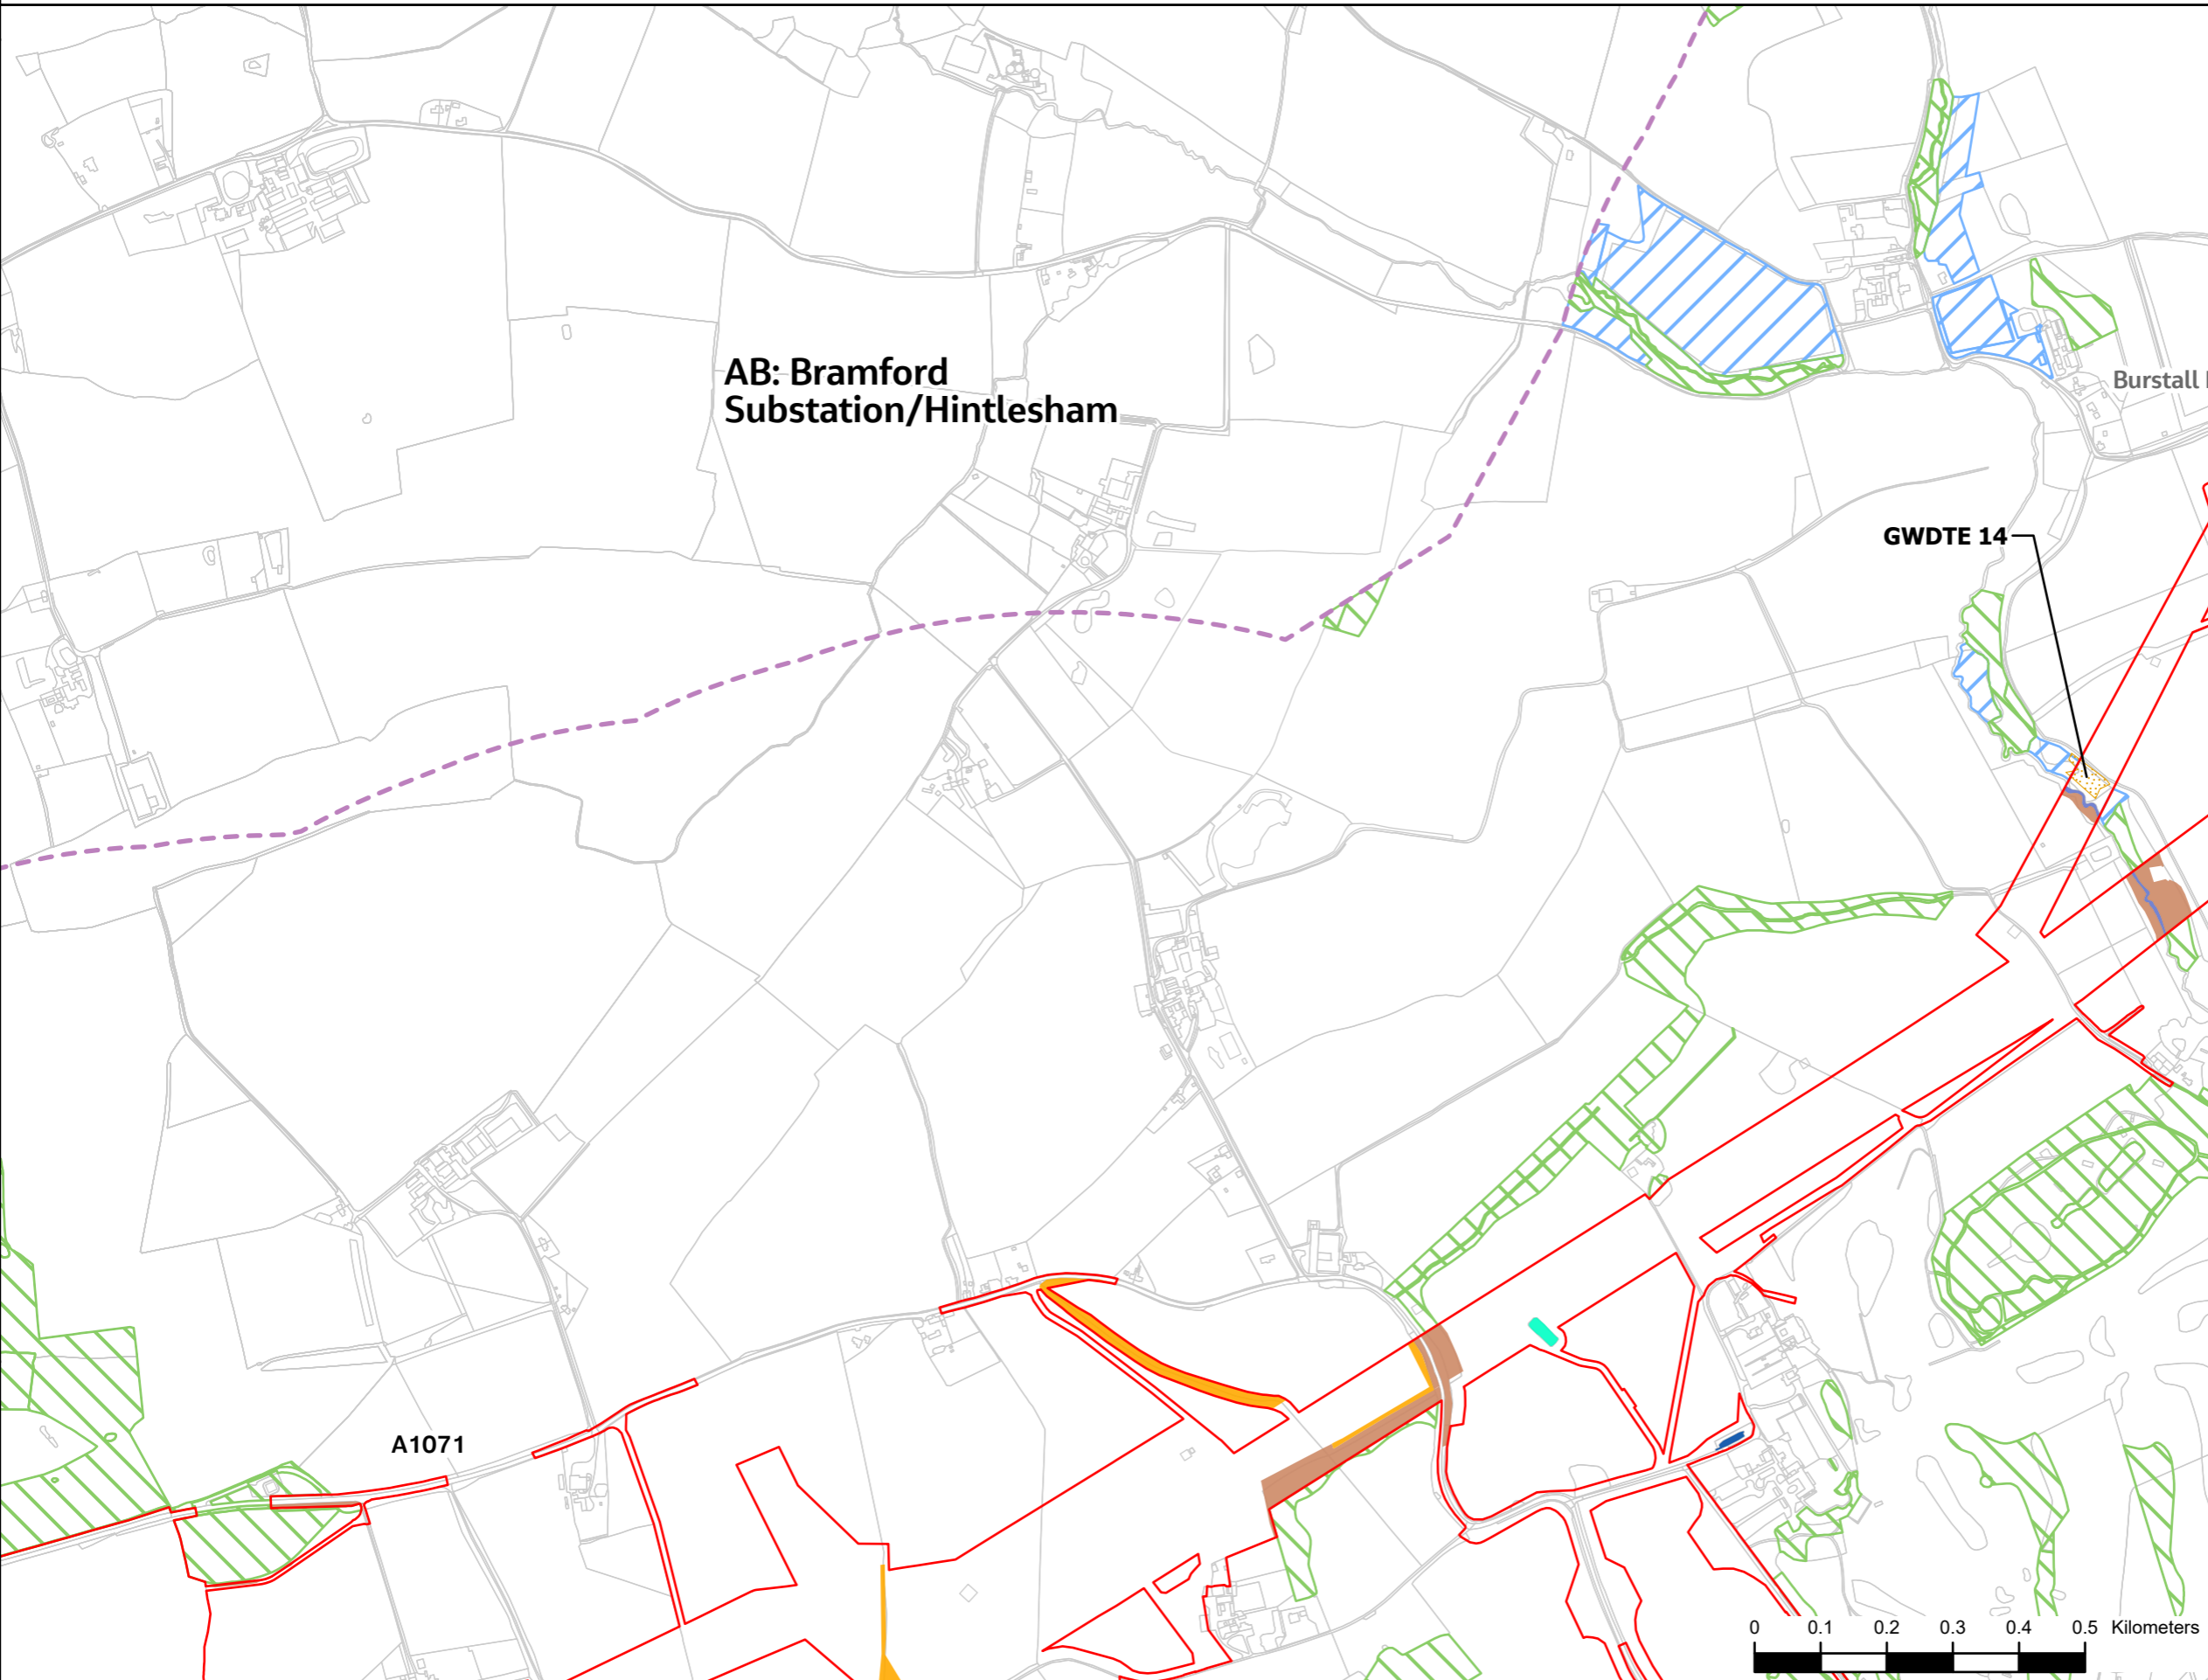 AB: Bramford
Substation/Hintlesham
Burstall
GWDTE 14
A1071
0 0.1 0.2 0.3 0.4 0.5 Kilometers